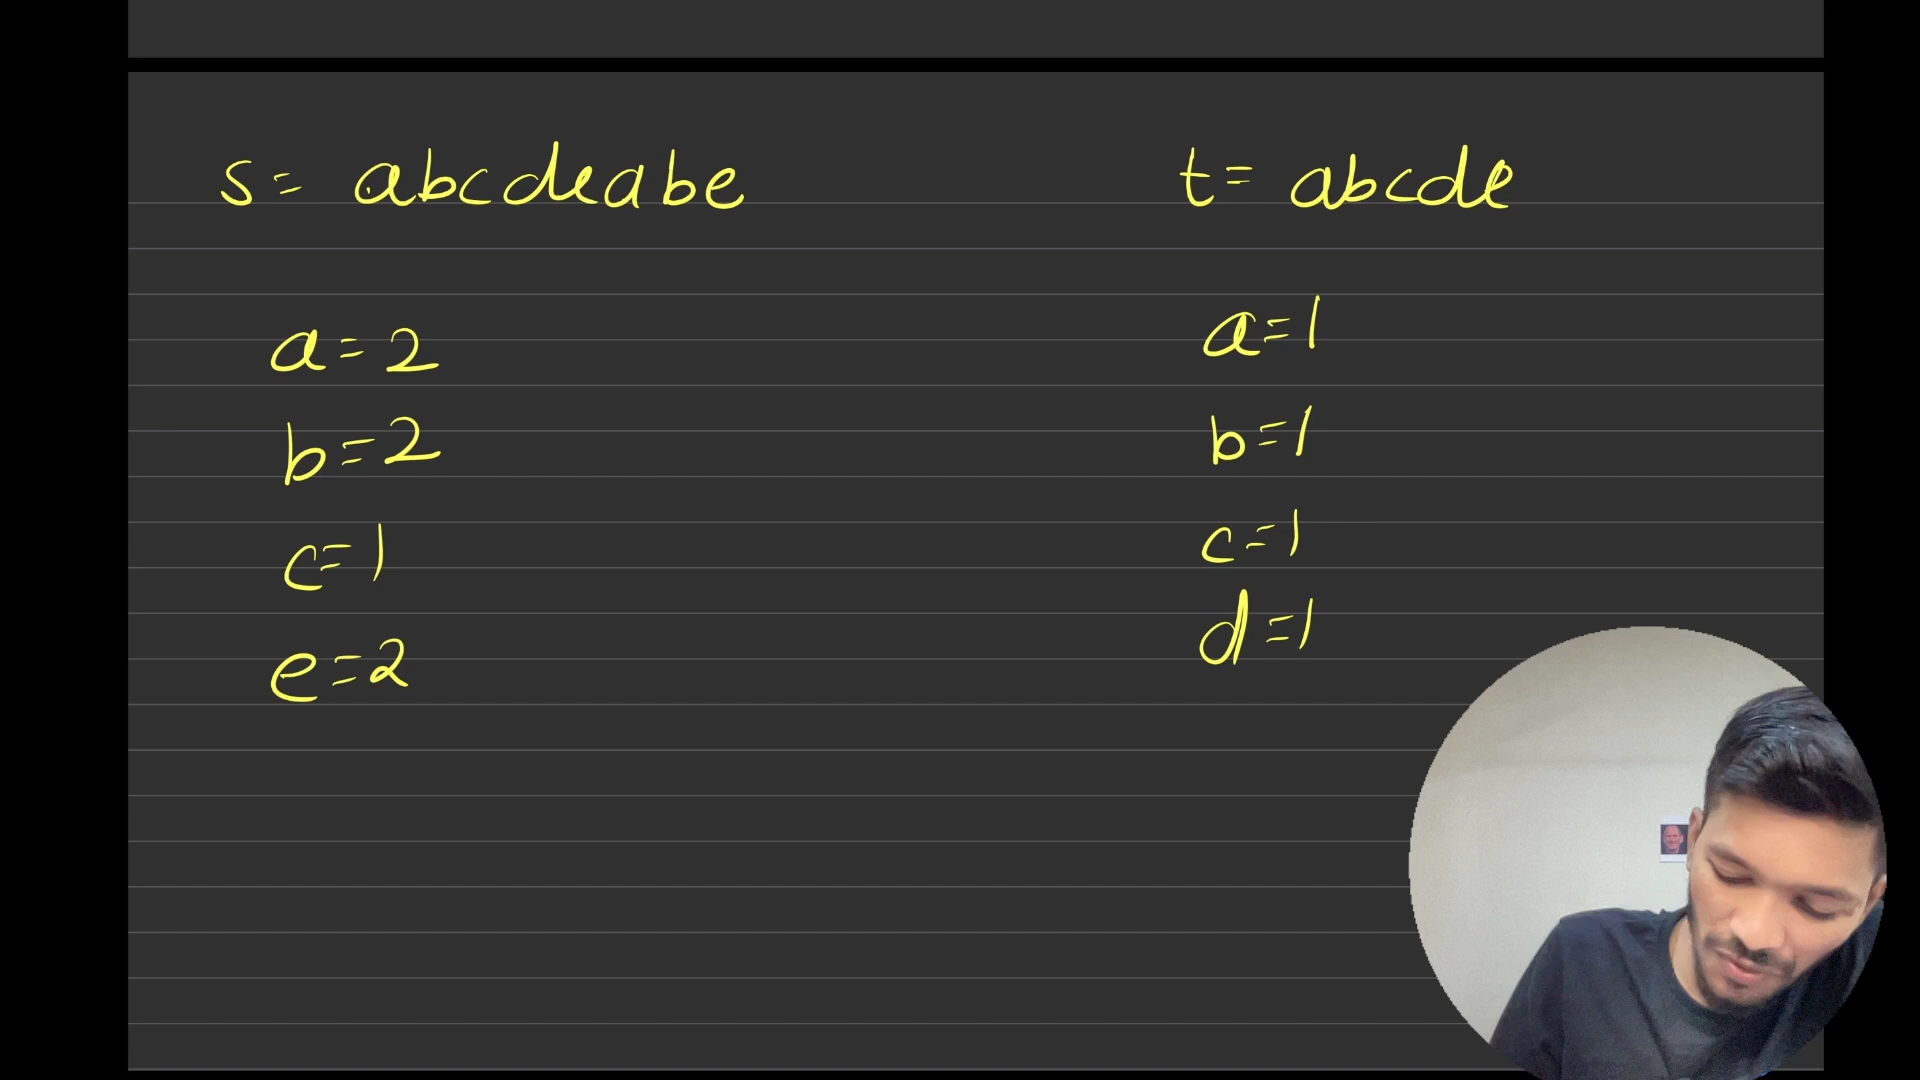 s= abcdeabe
t= abcde
a=2
b=2
c=1
e=2
a=1
b=1
c=1
d=1